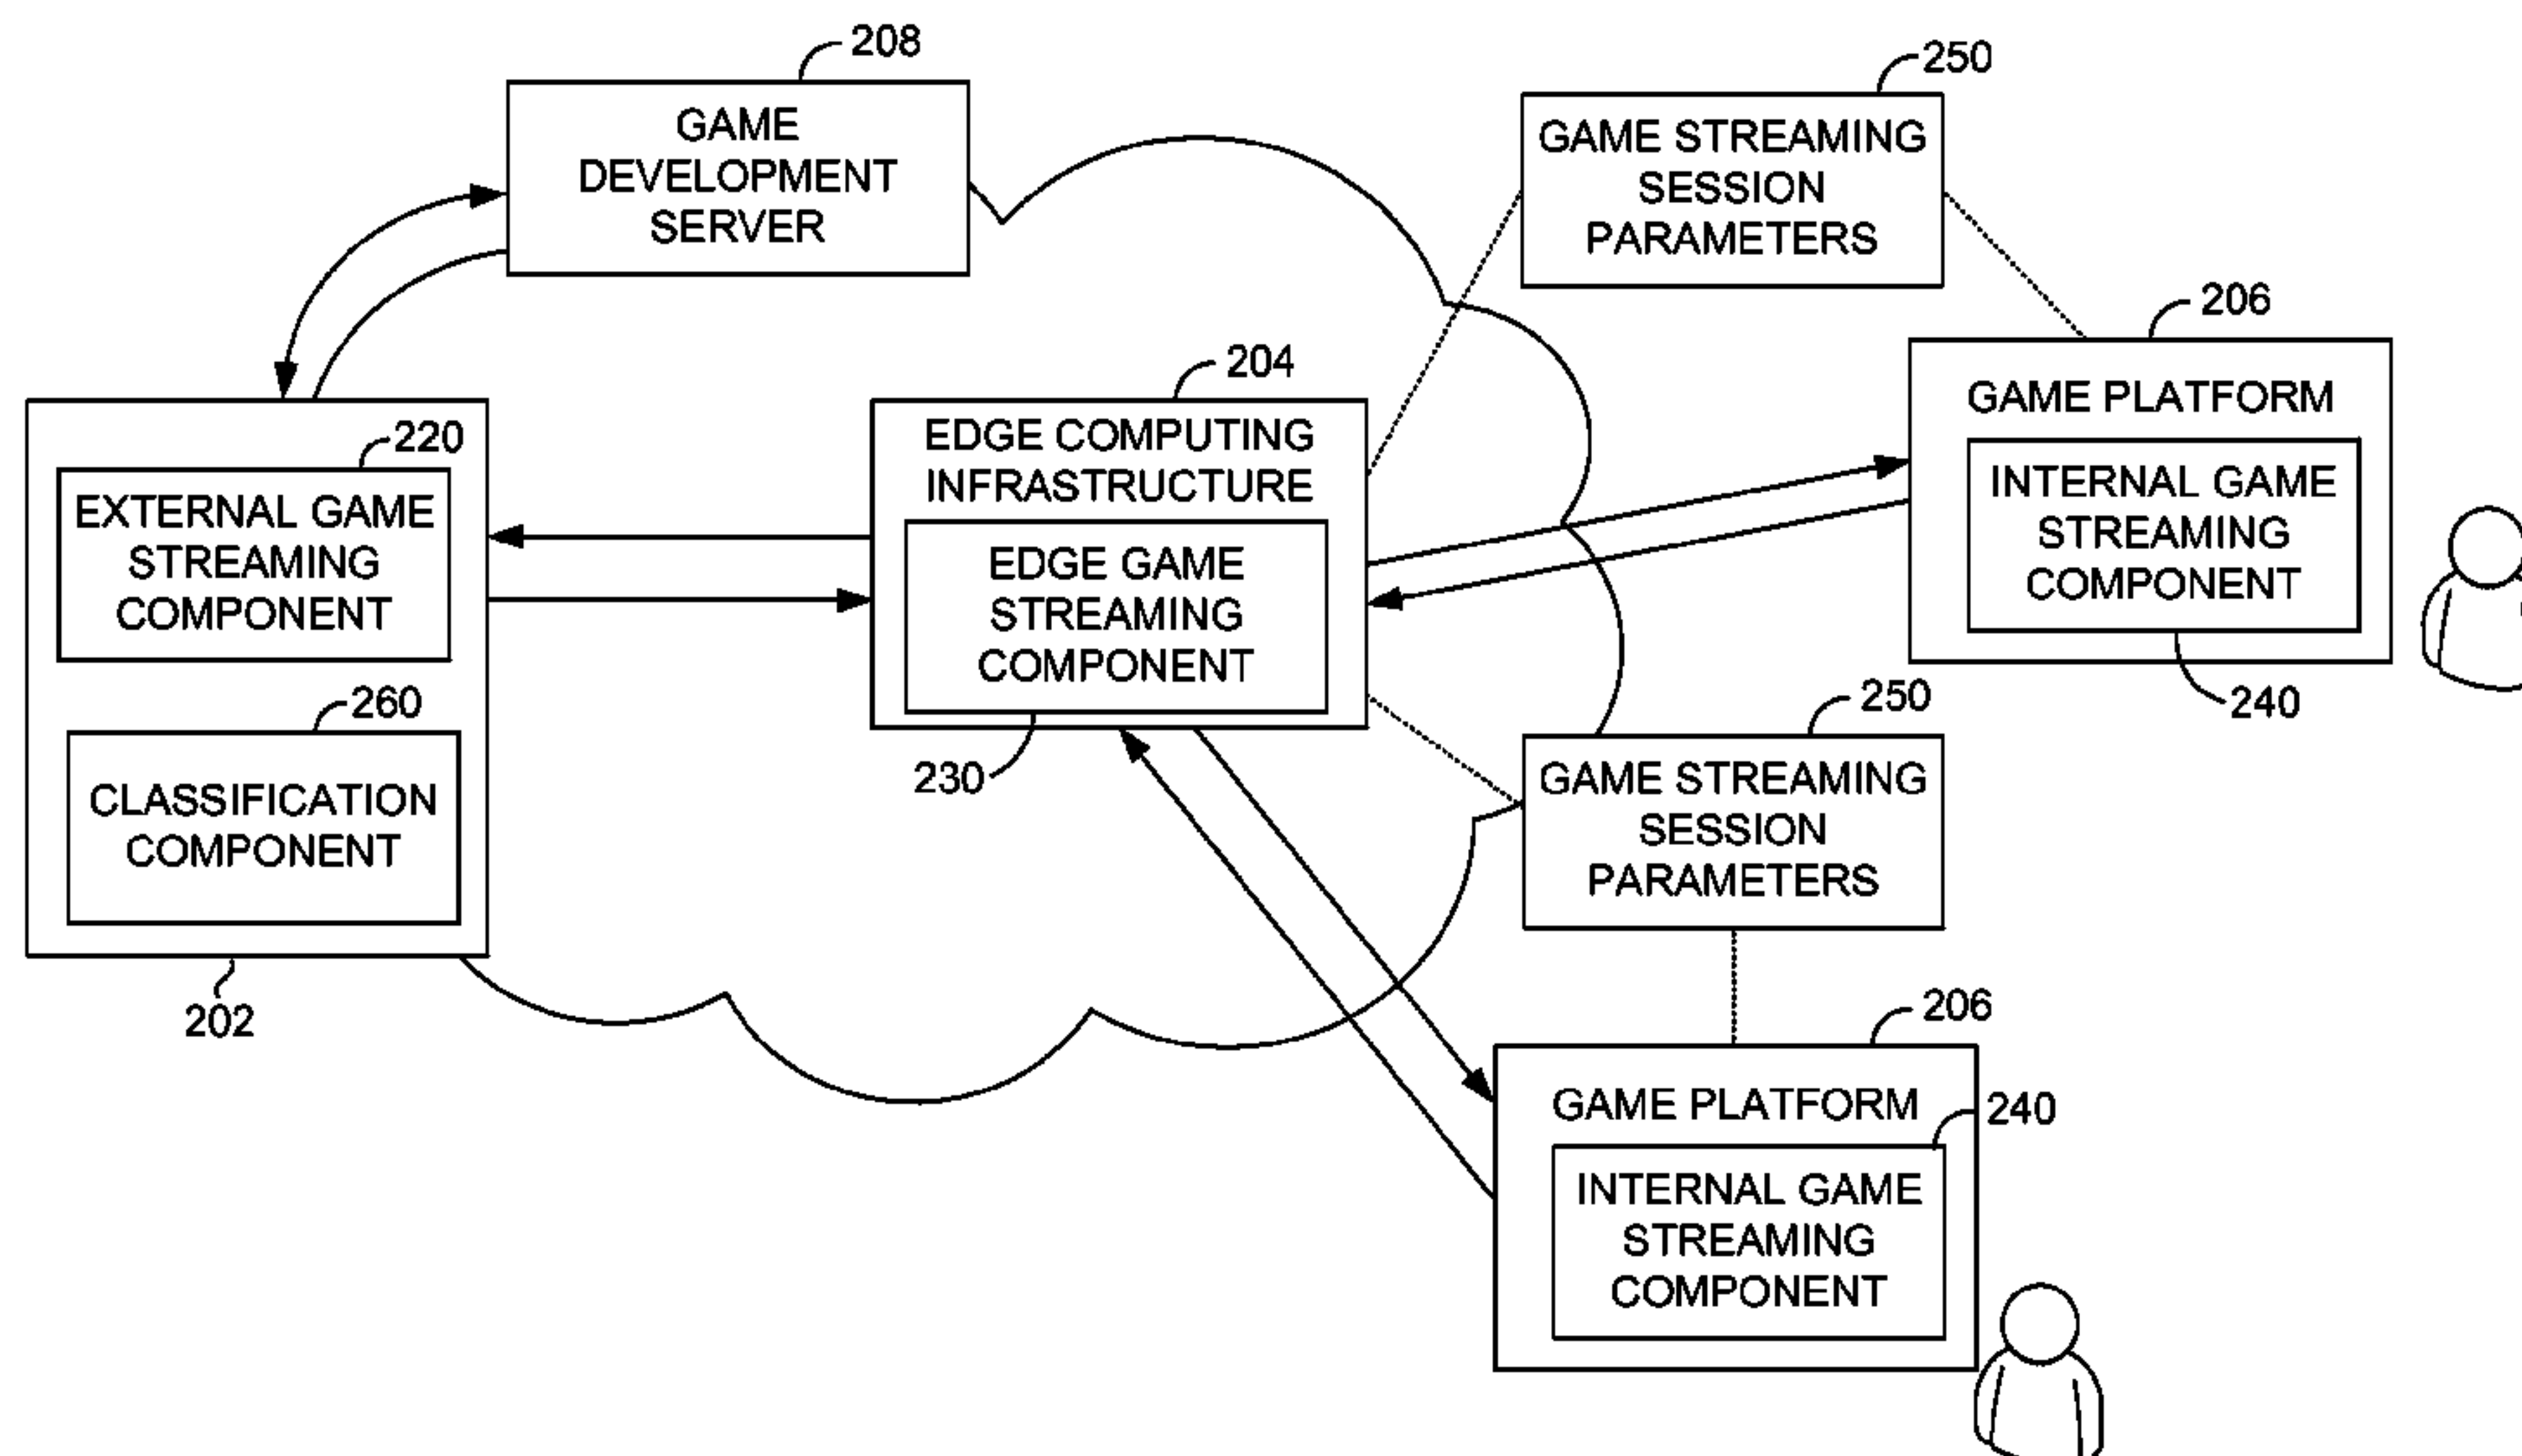 208
GAME
DEVELOPMENT
SERVER
250
GAME STREAMING
SESSION
PARAMETERS
206
GAME PLATFORM
INTERNAL GAME
STREAMING
COMPONENT
240
204
EDGE COMPUTING
INFRASTRUCTURE
EDGE GAME
STREAMING
COMPONENT
230
220
EXTERNAL GAME
STREAMING
COMPONENT
260
CLASSIFICATION
COMPONENT
202
250
GAME STREAMING
SESSION
PARAMETERS
206
GAME PLATFORM
240
INTERNAL GAME
STREAMING
COMPONENT